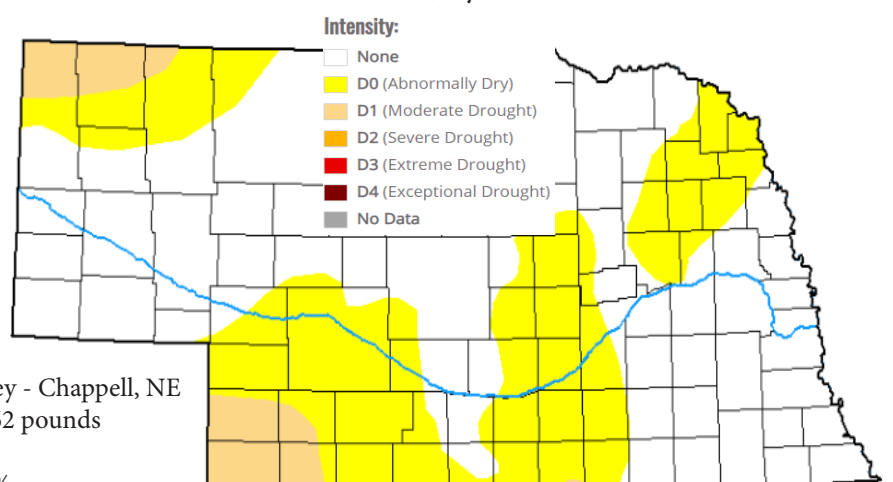 Intensity:
None
D0 (Abnormally Dry)
D1 (Moderate Drought)
D2 (Severe Drought)
D3 (Extreme Drought)
D4 (Exceptional Drought)
No Data
- Chappell, NE
pounds